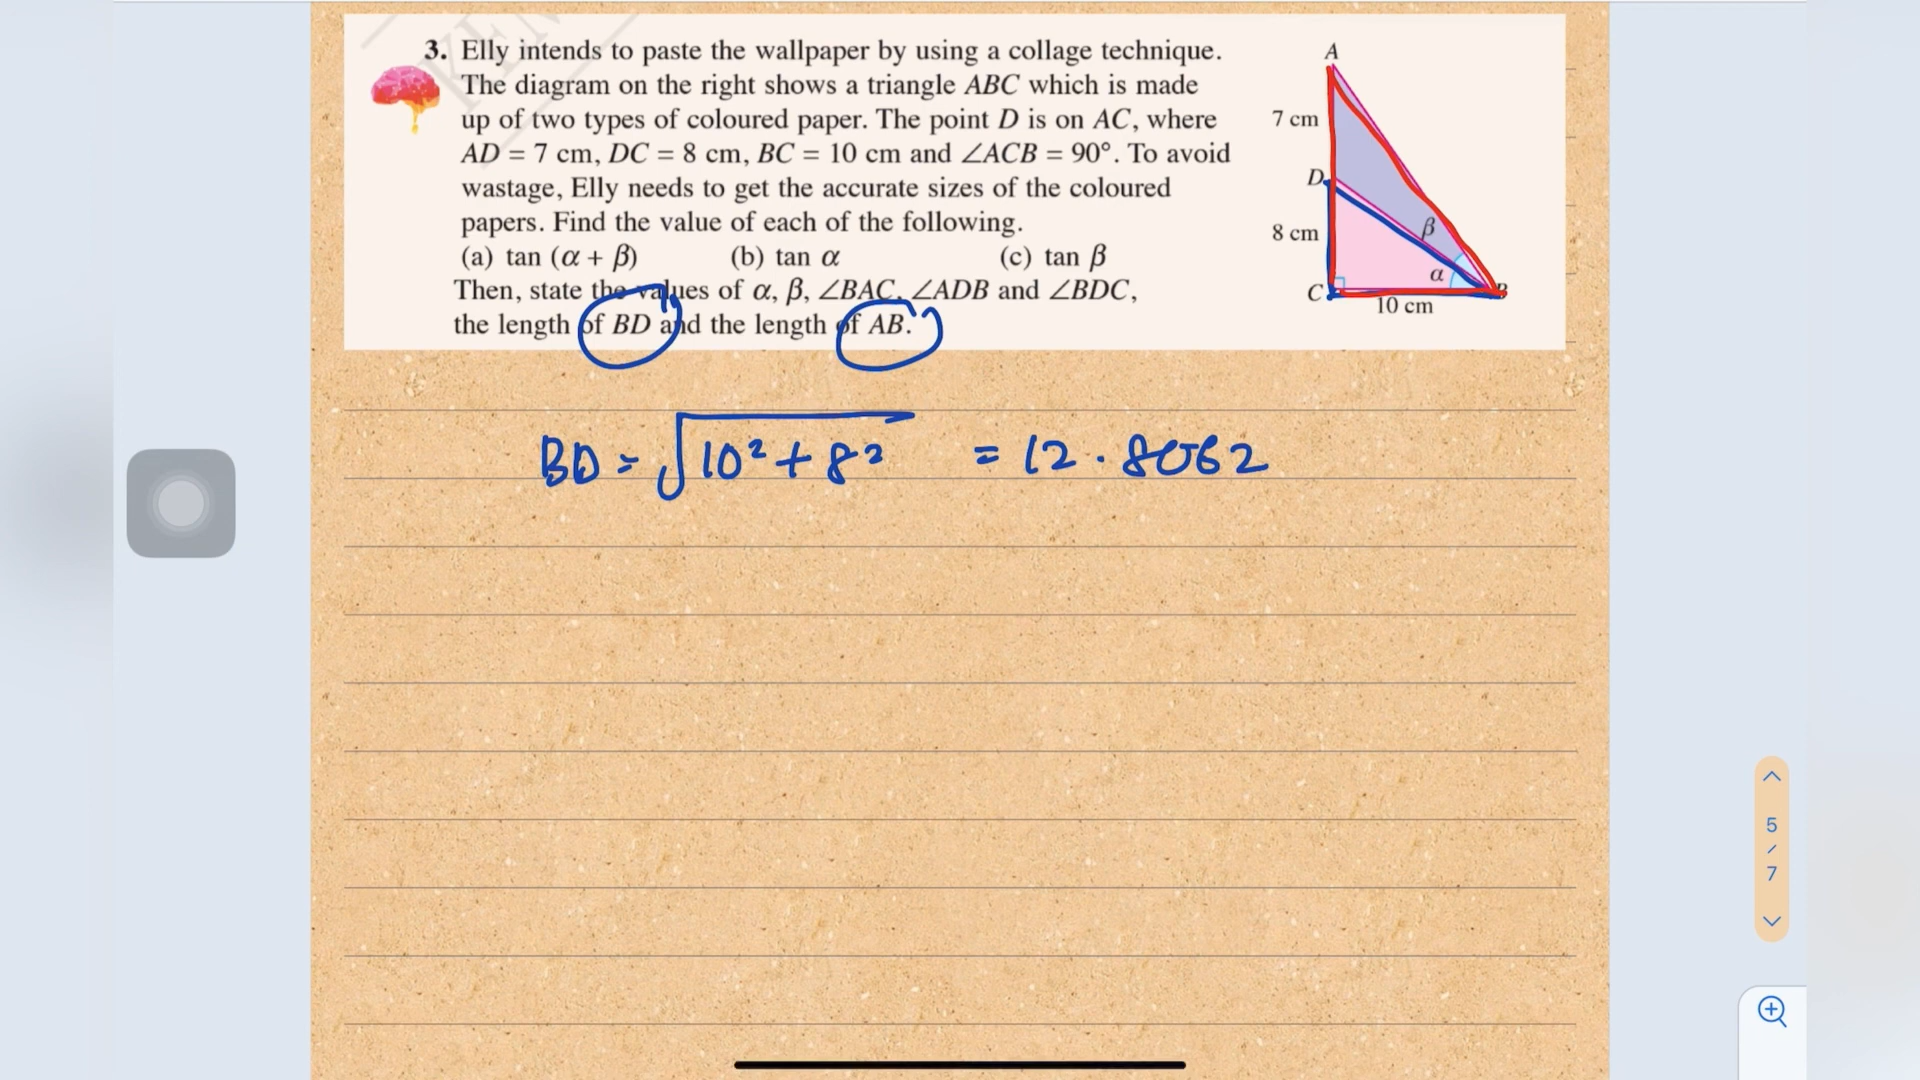 3. Elly intends to paste the wallpaper by using a collage technique.
The diagram on the right shows a triangle ABC which is made
up of two types of coloured paper. The point D is on AC, where
AD = 7 cm, DC = 8 cm, BC = 10 cm and ∠ACB = 90°. To avoid
wastage, Elly needs to get the accurate sizes of the coloured
papers. Find the value of each of the following.
(a) tan (α + β) (b) tan α (c) tan β
Then, state the values of α, β, ∠BAC, ∠ADB and ∠BDC,
the length of BD and the length of AB.
A
7 cm
D
8 cm
β
α
C
B
10 cm
BD = √10² + 8² = 12.8062
5
/
7